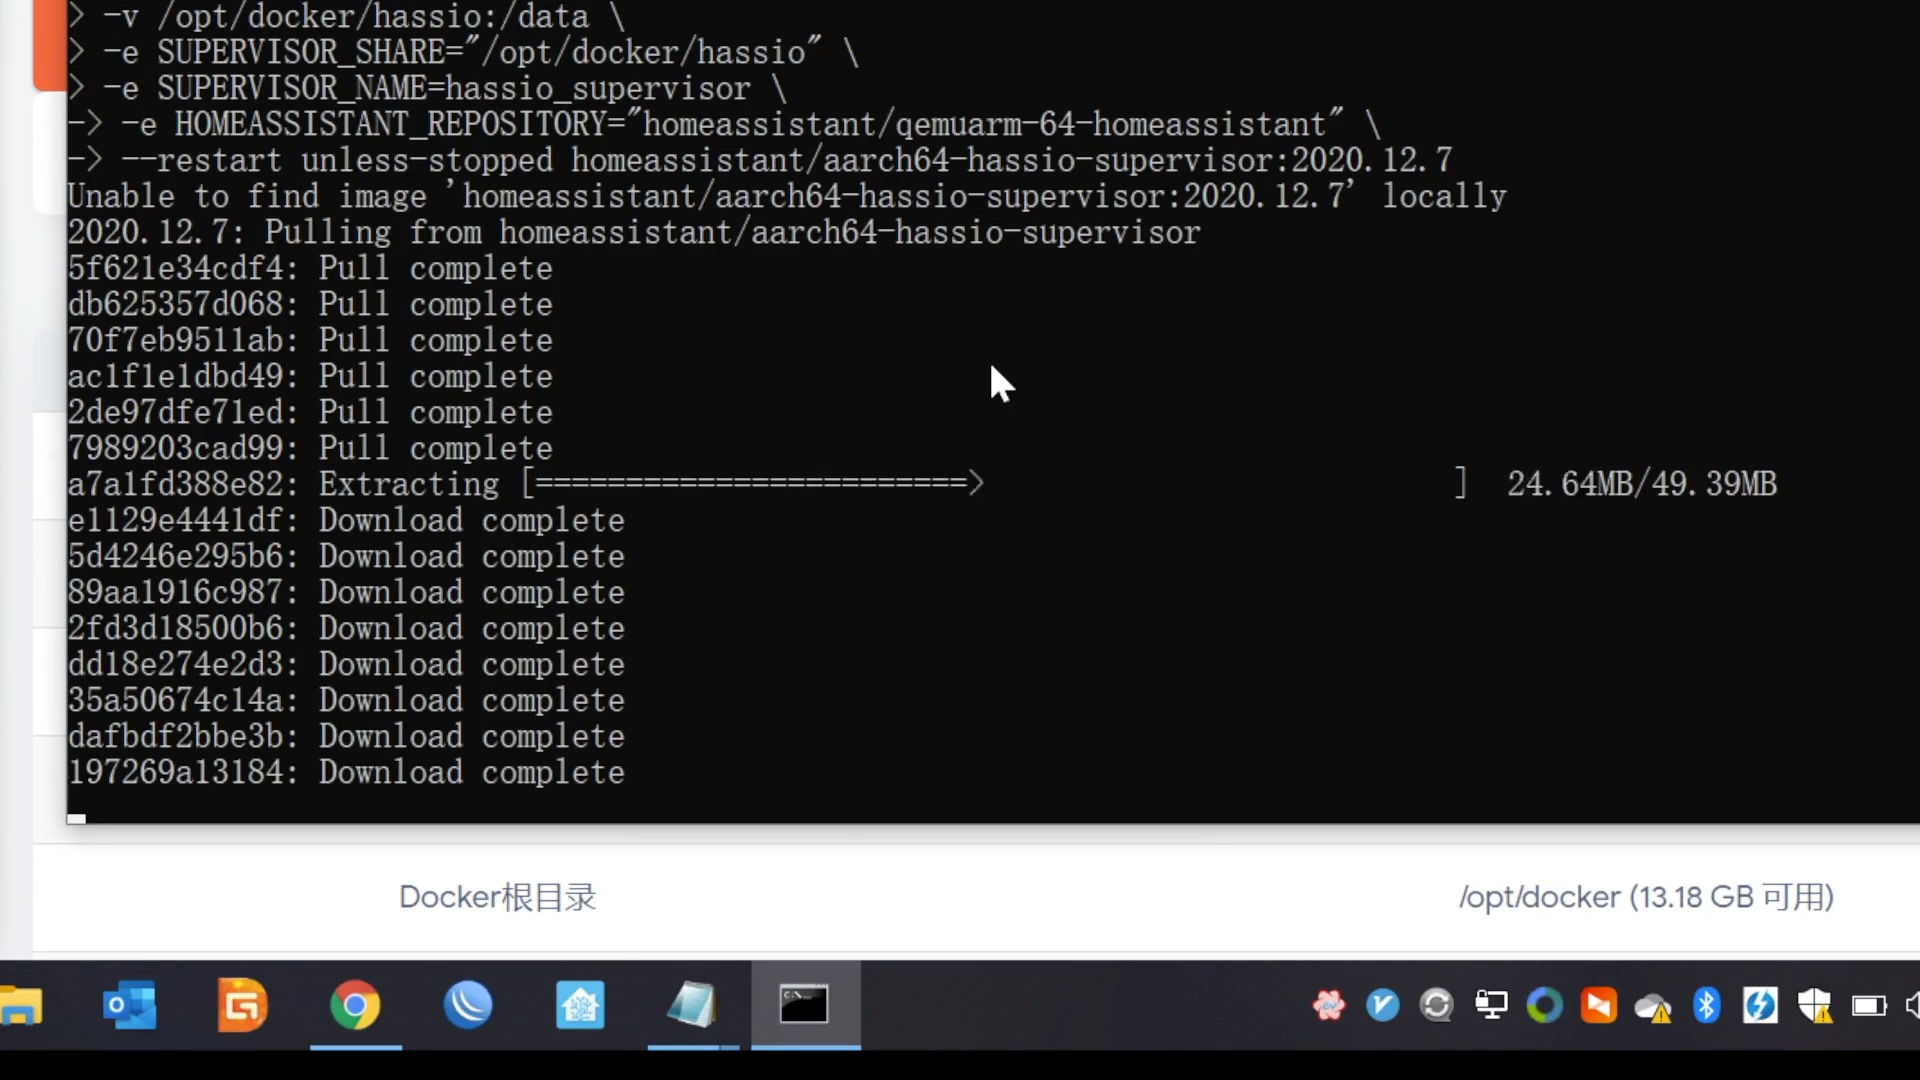 > -v /opt/docker/hassio:/data \
> -e SUPERVISOR_SHARE="/opt/docker/hassio" \
> -e SUPERVISOR_NAME=hassio_supervisor \
-> -e HOMEASSISTANT_REPOSITORY="homeassistant/qemuarm-64-homeassistant" \
-> --restart unless-stopped homeassistant/aarch64-hassio-supervisor:2020.12.7
Unable to find image 'homeassistant/aarch64-hassio-supervisor:2020.12.7' locally
2020.12.7: Pulling from homeassistant/aarch64-hassio-supervisor
5f621e34cdf4: Pull complete
db625357d068: Pull complete
70f7eb9511ab: Pull complete
ac1f1e1dbd49: Pull complete
2de97dfe71ed: Pull complete
7989203cad99: Pull complete
a7a1fd388e82: Extracting [========================>                          ]  24.64MB/49.39MB
e1129e4441df: Download complete
5d4246e295b6: Download complete
89aa1916c987: Download complete
2fd3d18500b6: Download complete
dd18e274e2d3: Download complete
35a50674c14a: Download complete
dafbdf2bbe3b: Download complete
197269a13184: Download complete
Docker根目录 /opt/docker (13.18 GB 可用)